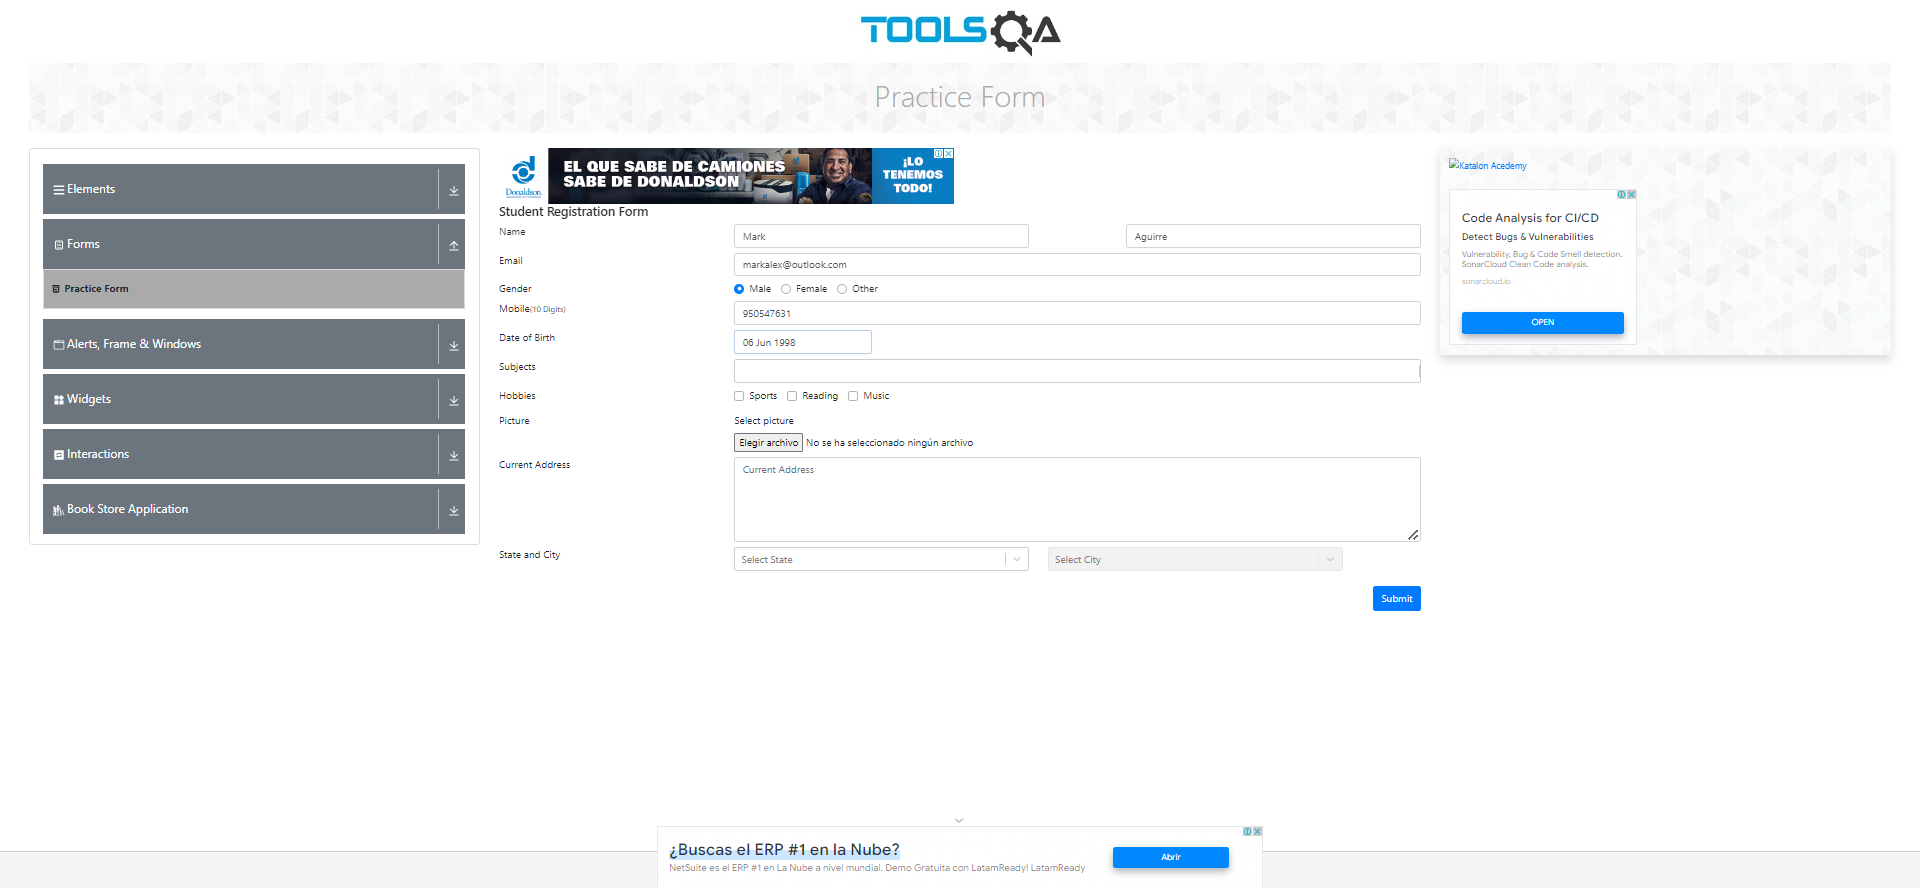 TOOLSQA
Practice Form
Elements
Forms
Practice Form
Alerts, Frame & Windows
Widgets
Interactions
Book Store Application
Donaldson.
EL QUE SABE DE CAMIONES
SABE DE DONALDSON
¡LO
TENEMOS
TODO!
Student Registration Form
Name
Mark
Aguirre
Email
markalex@outlook.com
Gender
Male
Female
Other
Mobile(10 Digits)
950547631
Date of Birth
06 Jun 1998
Subjects
Hobbies
Sports
Reading
Music
Picture
Select picture
Elegir archivo No se ha seleccionado ningún archivo
Current Address
Current Address
State and City
Select State
Select City
Submit
Katalon Acedemy
Code Analysis for CI/CD
Detect Bugs & Vulnerabilities
Vulnerability, Bug & Code Smell detection.
SonarCloud Clean Code analysis.
sonarcloud.io
OPEN
¿Buscas el ERP #1 en la Nube?
NetSuite es el ERP #1 en La Nube a nivel mundial. Demo Gratuita con LatamReady! LatamReady
Abrir